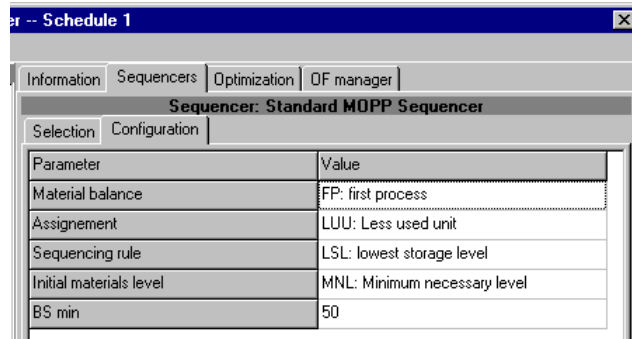 er -- Schedule 1
Information Sequencers Optimization OF manager
Sequencer: Standard MOPP Sequencer
Selection Configuration
Parameter Value
Material balance FP: first process
Assignement LUU: Less used unit
Sequencing rule LSL: lowest storage level
Initial materials level MNL: Minimum necessary level
BS min 50